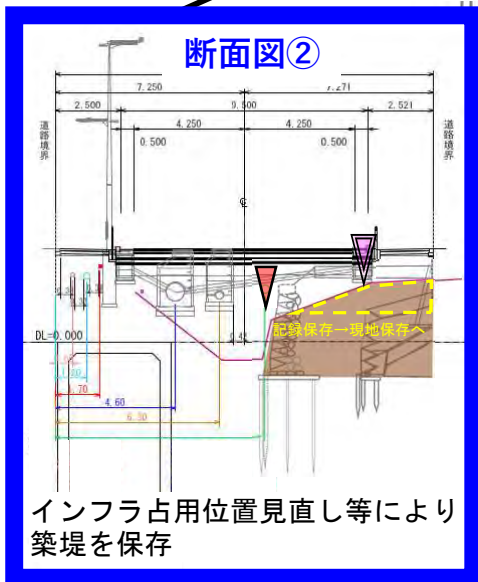 断面図②
7.250
7.271
2.500
9.500
2.521
道路境界
4.250
4.250
道路境界
0.500
0.500
DL=0.000
記録保存→現地保存へ
4.60
6.30
インフラ占用位置見直し等により
築堤を保存